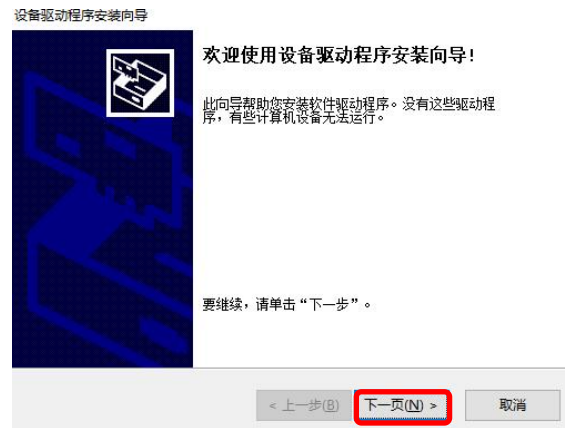 设备驱动程序安装向导
欢迎使用设备驱动程序安装向导!
此向导帮助您安装软件驱动程序。没有这些驱动程
序，有些计算机设备无法运行。
要继续，请单击“下一步”。
< 上一步(B)
下一页(N) >
取消